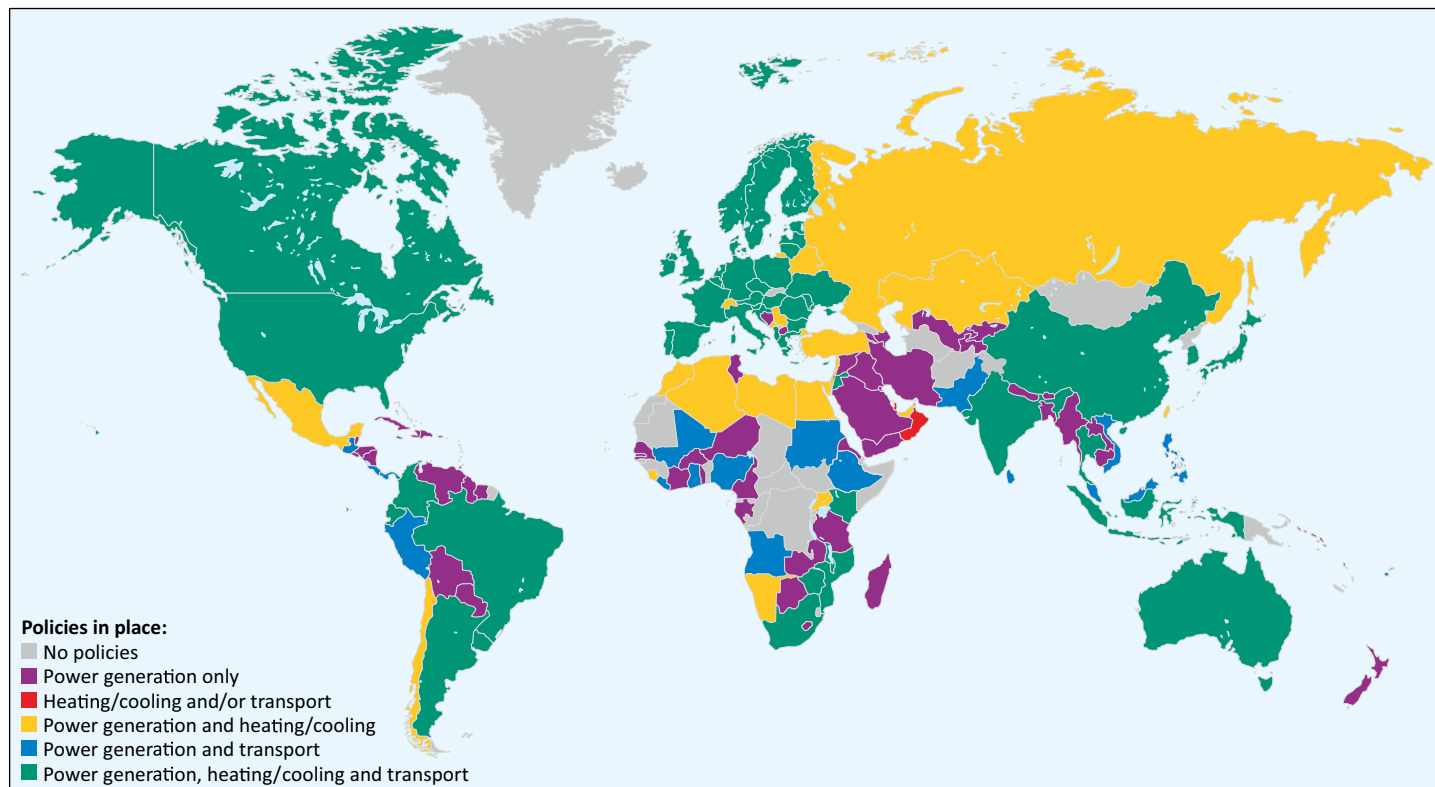 Policies in place:
No policies
Power generation only
Heating/cooling and/or transport
Power generation and heating/cooling
Power generation and transport
Power generation, heating/cooling and transport